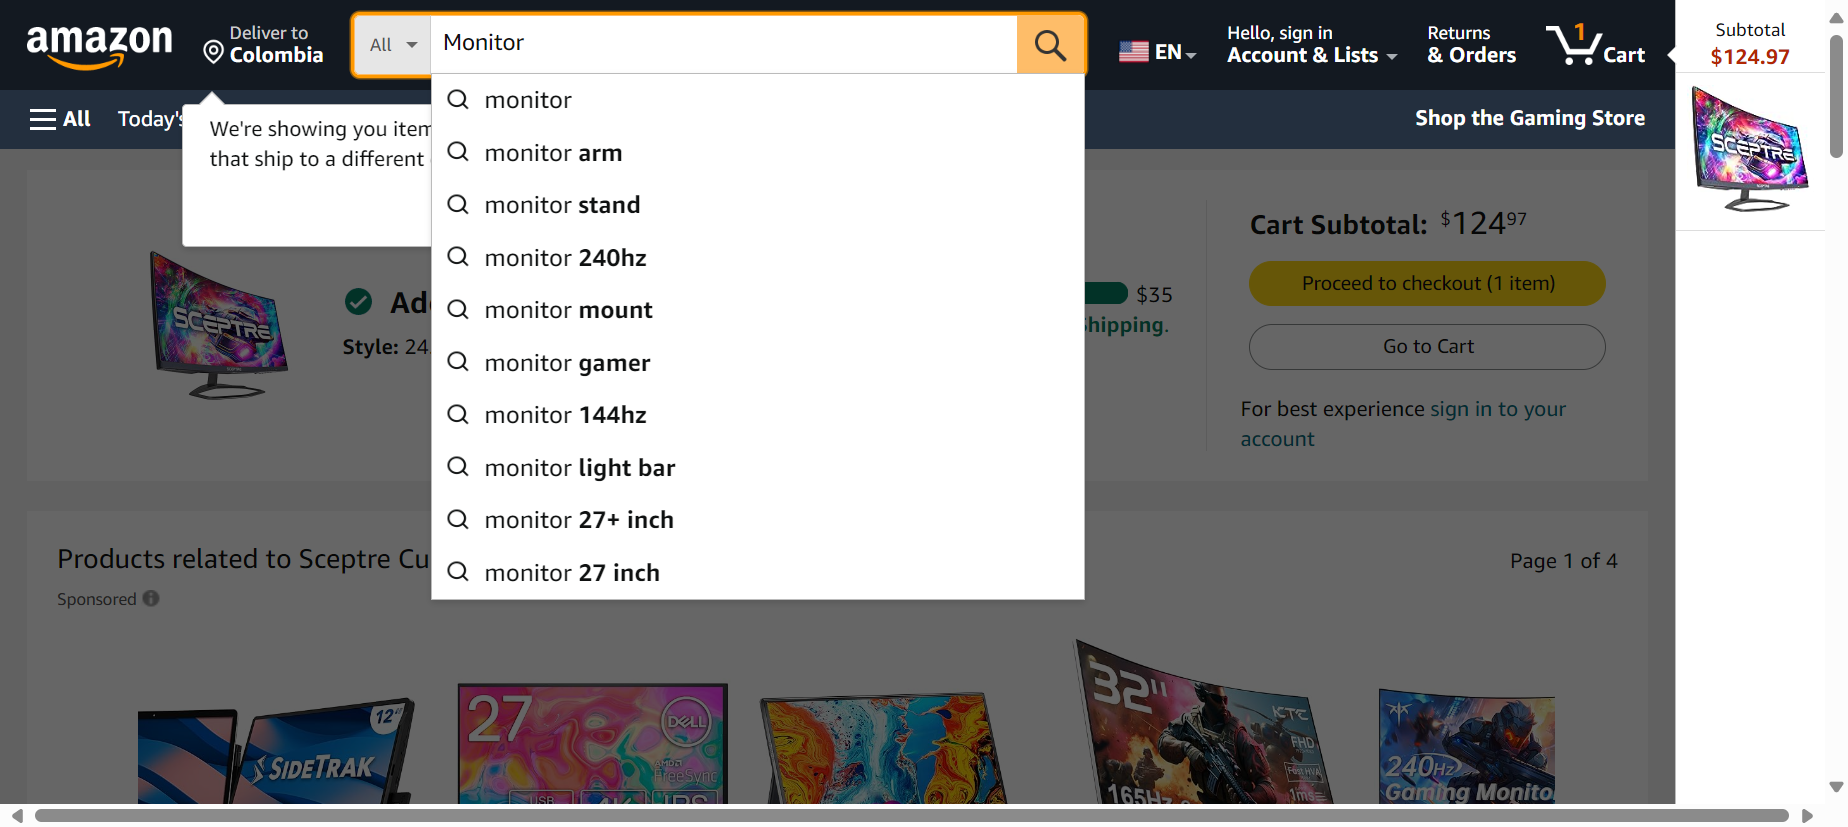 amazon
Deliver to
Colombia
All
Monitor
EN
Hello, sign in
Account & Lists
Returns
& Orders
1
Cart
Subtotal
$124.97
All
Today's
Shop the Gaming Store
We're showing you item
that ship to a different
monitor
monitor arm
monitor stand
monitor 240hz
monitor mount
monitor gamer
monitor 144hz
monitor light bar
monitor 27+ inch
monitor 27 inch
SCEPTRE
SCEPTRE
Style: 24
$35
Shipping.
Cart Subtotal: $124.97
Proceed to checkout (1 item)
Go to Cart
For best experience sign in to your
account
Products related to Sceptre Cu
Page 1 of 4
Sponsored
12"
SIDETRAK
27
DELL
AMD
FreeSync
USB
4K
IPS
32"
KTC
FHD
Fast HVA
165Hz
1ms
240Hz
Gaming Monito